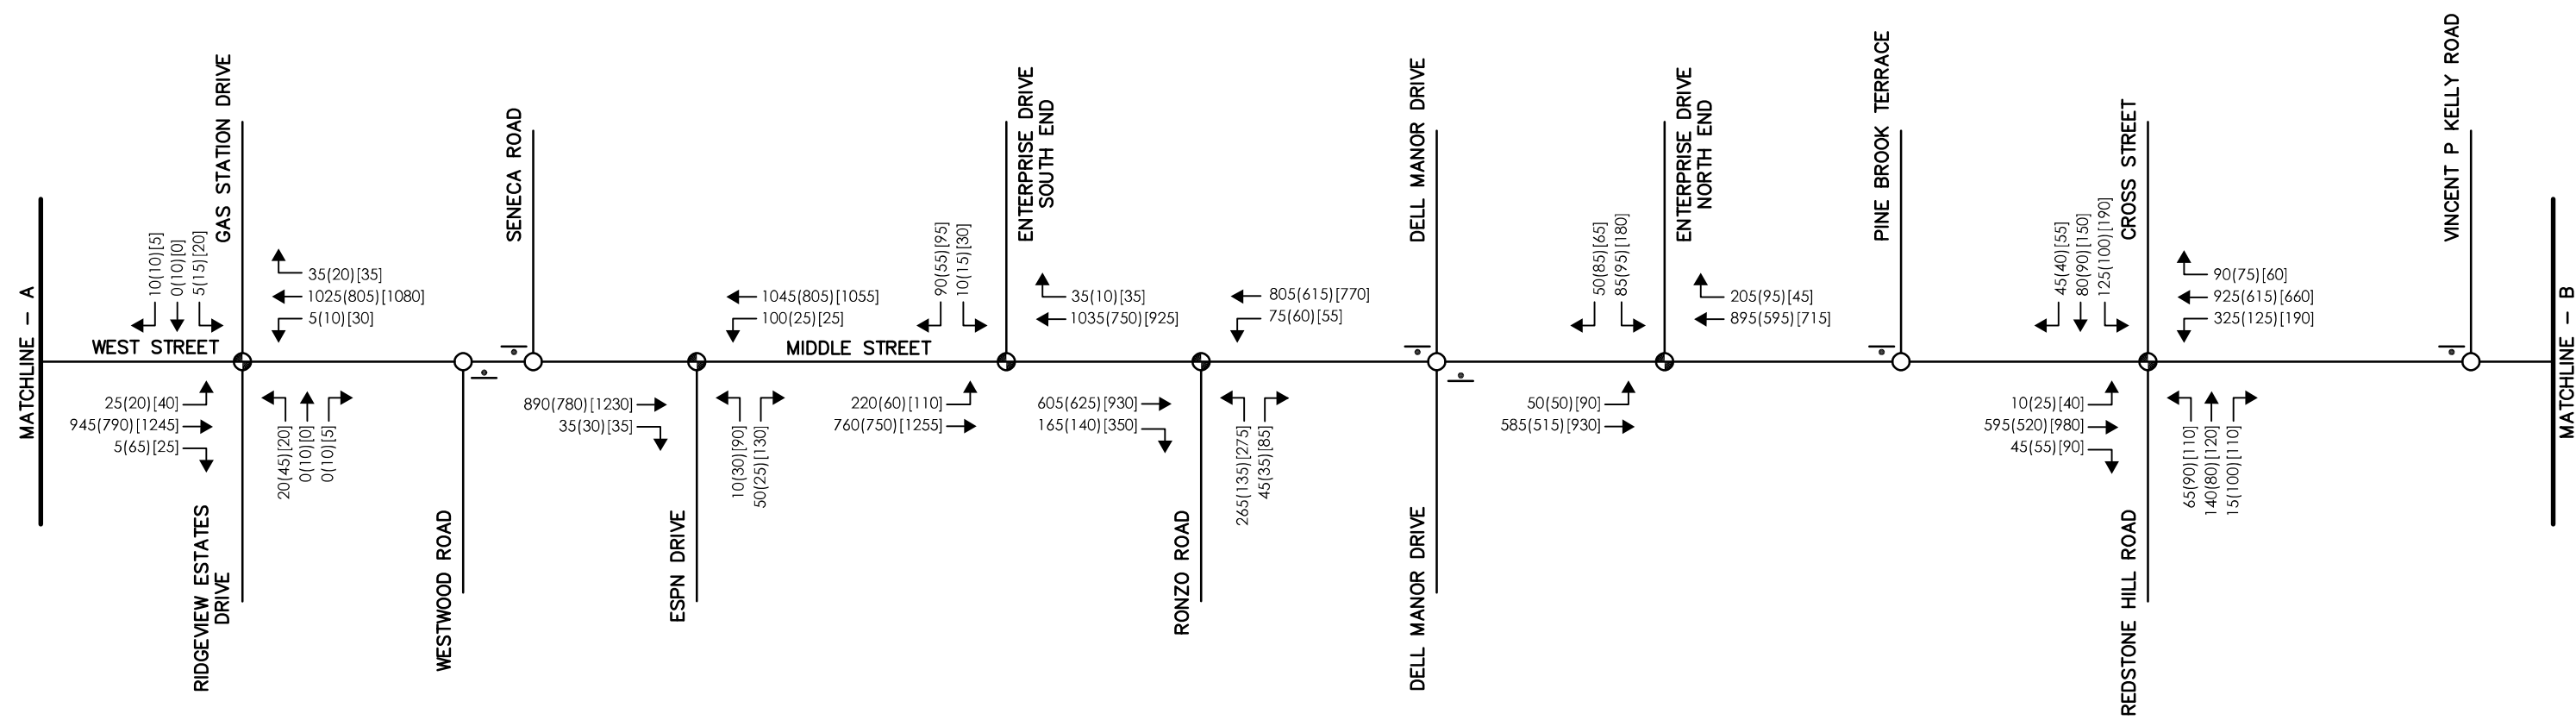 MATCHLINE - A
WEST STREET
GAS STATION DRIVE
10(10)[5]
0(10)[0]
5(15)[20]
35(20)[35]
1025(805)[1080]
5(10)[30]
25(20)[40]
945(790)[1245]
5(65)[25]
20(45)[20]
0(10)[0]
0(10)[5]
RIDGEVIEW ESTATES
DRIVE
WESTWOOD ROAD
SENECA ROAD
890(780)[1230]
35(30)[35]
1045(805)[1055]
100(25)[25]
10(30)[90]
50(25)[130]
ESPN DRIVE
MIDDLE STREET
ENTERPRISE DRIVE
SOUTH END
90(55)[95]
10(15)[30]
35(10)[35]
1035(750)[925]
220(60)[110]
760(750)[1255]
805(615)[770]
75(60)[55]
605(625)[930]
165(140)[350]
265(135)[275]
45(35)[85]
RONZO ROAD
DELL MANOR DRIVE
DELL MANOR DRIVE
ENTERPRISE DRIVE
NORTH END
50(85)[65]
85(95)[180]
205(95)[45]
895(595)[715]
50(50)[90]
585(515)[930]
PINE BROOK TERRACE
CROSS STREET
45(40)[55]
80(90)[150]
125(100)[190]
90(75)[60]
925(615)[660]
325(125)[190]
10(25)[40]
595(520)[980]
45(55)[90]
65(90)[110]
140(80)[120]
15(100)[110]
REDSTONE HILL ROAD
VINCENT P KELLY ROAD
MATCHLINE - B